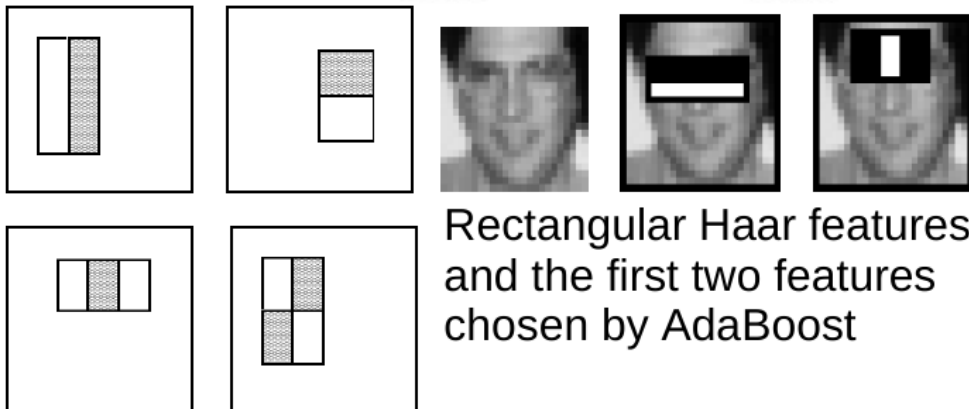 Rectangular Haar features
and the first two features
chosen by AdaBoost